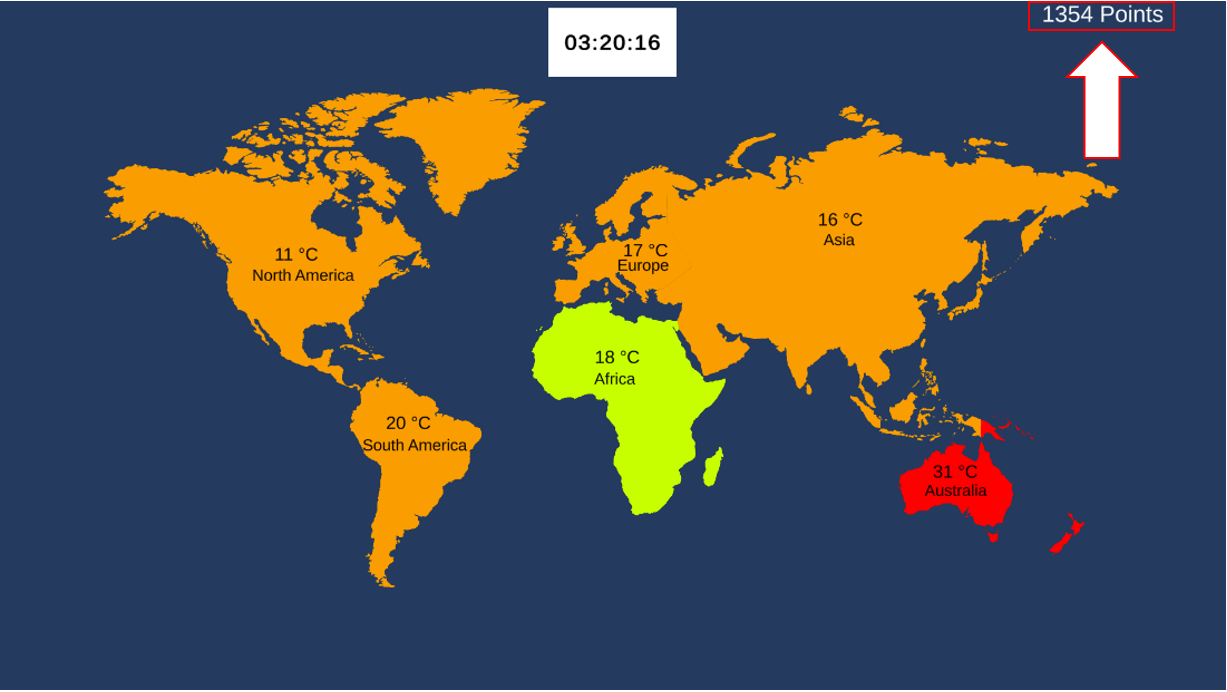 1354 Points
03:20:16
16 °C
Asia
11 °C
North America
17 °C
Europe
18 °C
Africa
20 °C
South America
31 °C
Australia